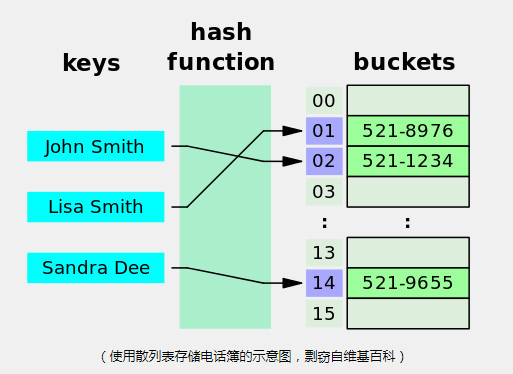 hash
keys function buckets
00
01 521-8976
John Smith 02 521-1234
Lisa Smith 03
: :
13
Sandra Dee 14 521-9655
15
(使用散列表存储电话簿的示意图,剽窃自维基百科)